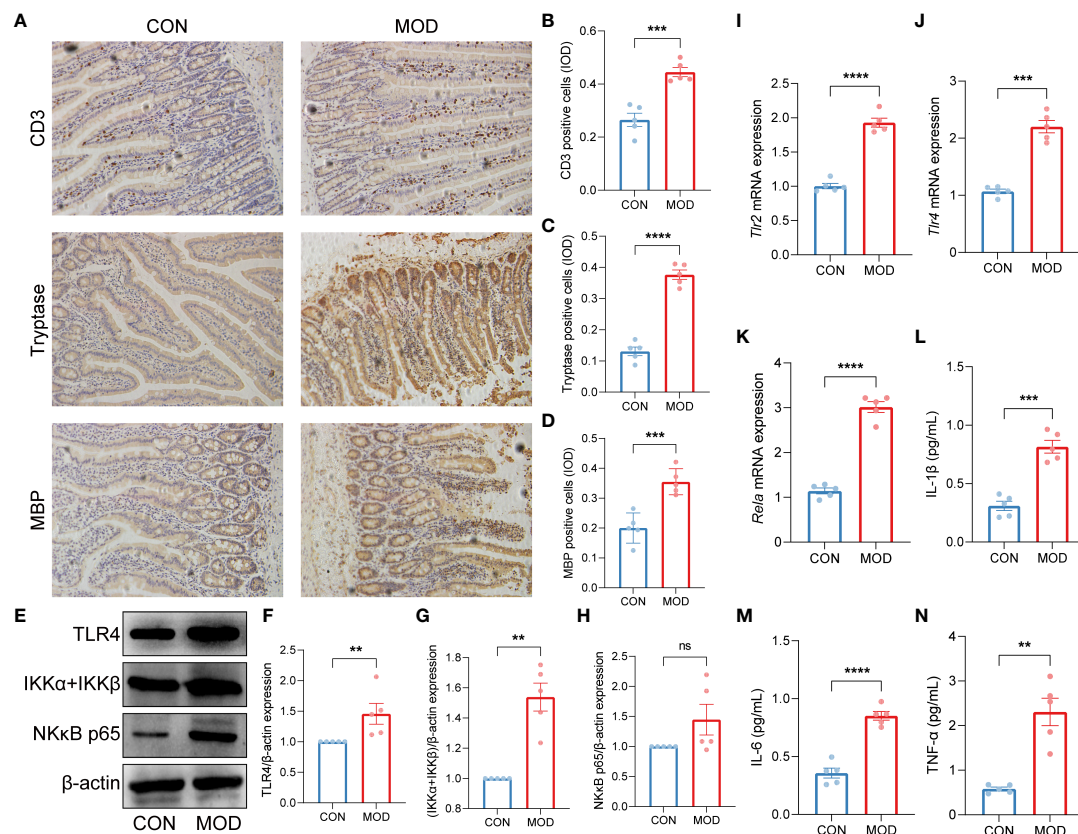 A
CON
MOD
CD3
Tryptase
MBP
B
CD3 positive cells (IOD)
0.6
0.4
0.2
0.0
***
CON
MOD
C
Tryptase positive cells (IOD)
0.5
0.4
0.3
0.2
0.1
0.0
****
CON
MOD
D
MBP positive cells (IOD)
0.5
0.4
0.3
0.2
0.1
0.0
***
CON
MOD
E
TLR4
IKKα+IKKβ
NKκB p65
β-actin
CON
MOD
F
TLR4/β-actin expression
2.5
2.0
1.5
1.0
0.5
0.0
**
CON
MOD
G
(IKKα+IKKβ)/β-actin expression)
1.8
1.6
1.4
1.2
1.0
0.8
**
CON
MOD
H
NKκB p65/β-actin expression
2.5
2.0
1.5
1.0
0.5
0.0
ns
CON
MOD
I
Tlr2 mRNA expression
2.5
2.0
1.5
1.0
0.5
0.0
****
CON
MOD
J
Tlr4 mRNA expression
3
2
1
0
***
CON
MOD
K
Rela mRNA expression
4
3
2
1
0
****
CON
MOD
L
IL-1β (pg/mL)
1.5
1.0
0.5
0.0
***
CON
MOD
M
IL-6 (pg/mL)
1.5
1.0
0.5
0.0
****
CON
MOD
N
TNF-α (pg/mL)
4
3
2
1
0
**
CON
MOD